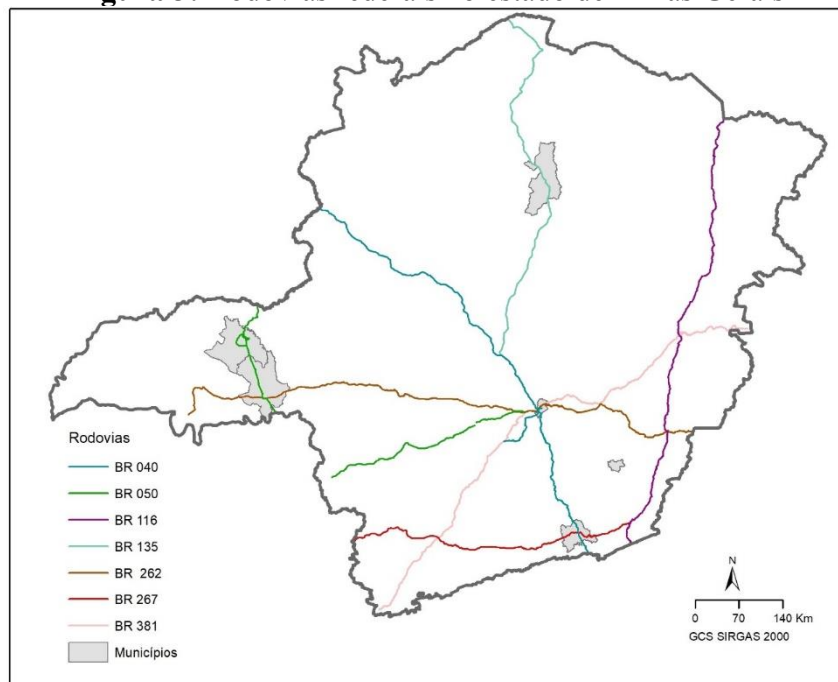 Rodovias
BR 040
BR 050
BR 116
BR 135
BR 262
BR 267
BR 381
Municípios
N
0 70 140 Km
GCS SIRGAS 2000